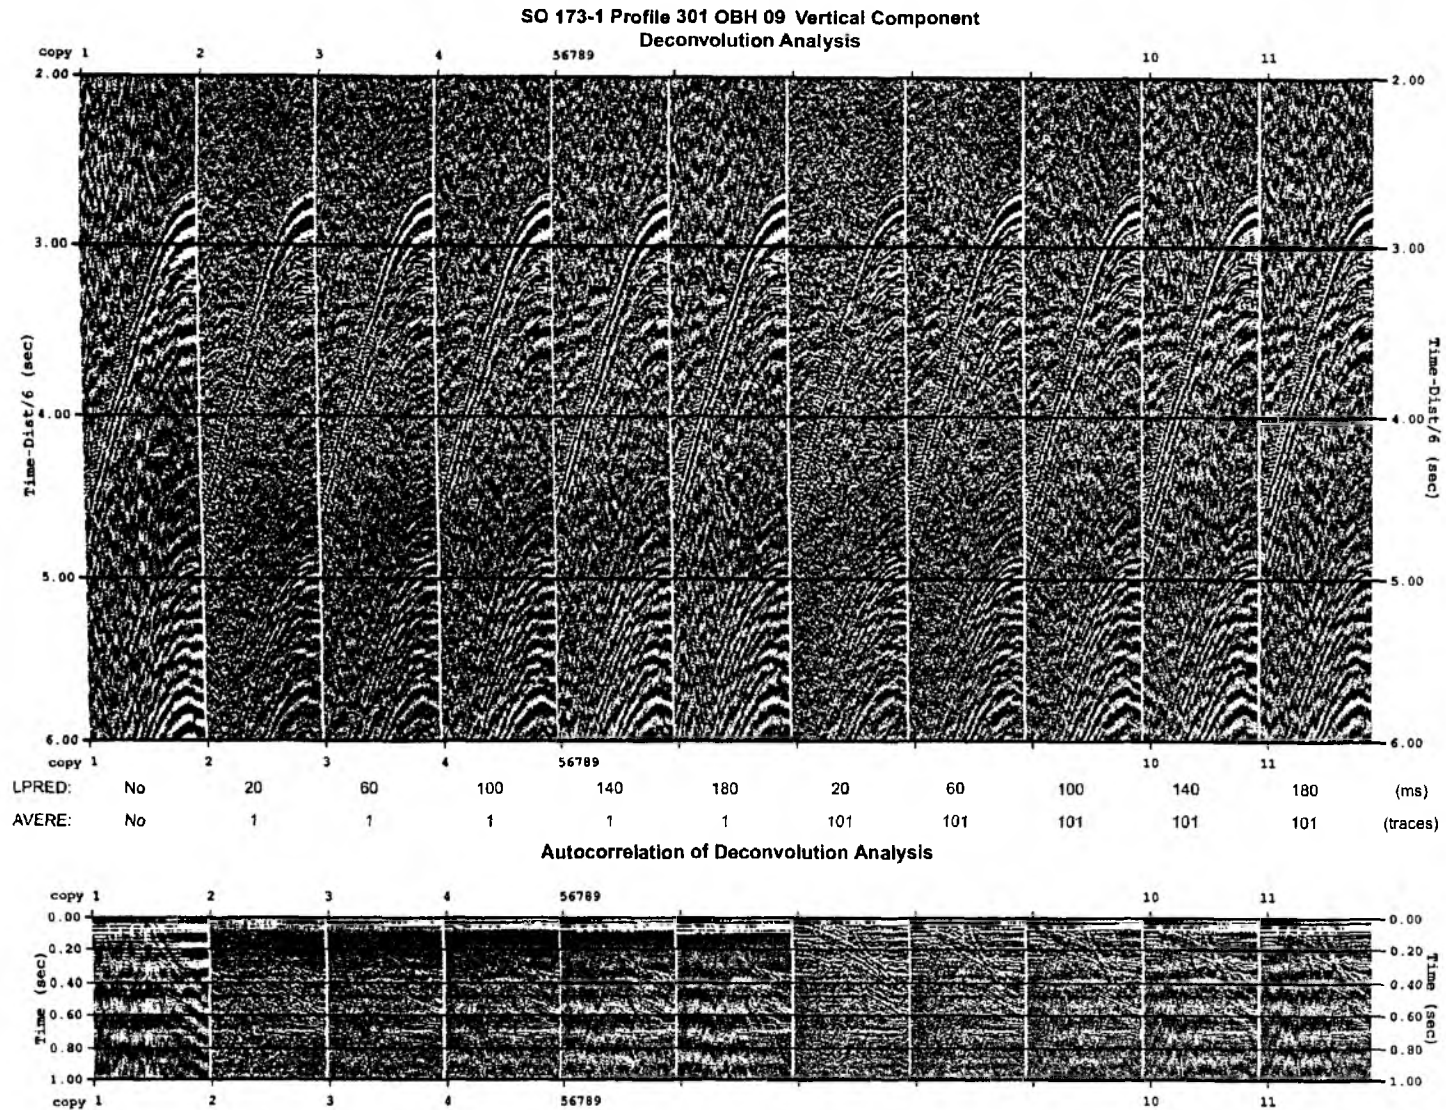 SO 173-1 Profile 301 OBH 09 Vertical Component
Deconvolution Analysis
copy 1 2 3 4 56789 10 11
2.00 2.00
3.00 3.00
4.00 4.00
5.00 5.00
6.00 6.00
Time-Dist/6 (sec)
Time-Dist/6 (sec)
copy 1 2 3 4 56789 10 11
LPRED: No 20 60 100 140 180 20 60 100 140 180 (ms)
AVERE: No 1 1 1 1 1 101 101 101 101 101 (traces)
Autocorrelation of Deconvolution Analysis
copy 1 2 3 4 56789 10 11
0.00 0.00
0.20 0.20
0.40 0.40
0.60 0.60
0.80 0.80
1.00 1.00
Time (sec)
Time (sec)
copy 1 2 3 4 56789 10 11